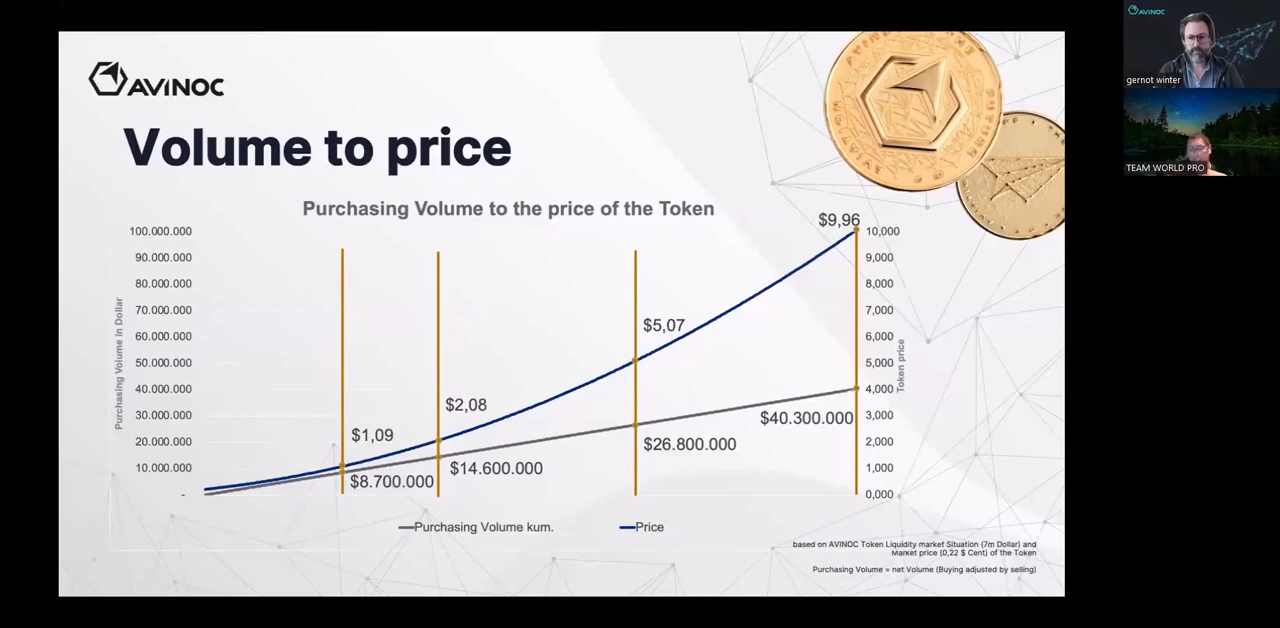 AVINOC
Volume to price
Purchasing Volume to the price of the Token
Purchasing Volume in Dollar
100.000.000
90.000.000
80.000.000
70.000.000
60.000.000
50.000.000
40.000.000
30.000.000
20.000.000
10.000.000
-
$1,09
$8.700.000
$2,08
$14.600.000
$5,07
$26.800.000
$9,96
$40.300.000
10,000
9,000
8,000
7,000
6,000
5,000
4,000
3,000
2,000
1,000
0,000
Token price
Purchasing Volume kum.
Price
based on AVINOC Token Liquidity market Situation (7m Dollar) and
Market price (0,22 $ Cent) of the Token
Purchasing Volume = net Volume (Buying adjusted by selling)
AVINOC
gernot winter
TEAM WORLD PRO